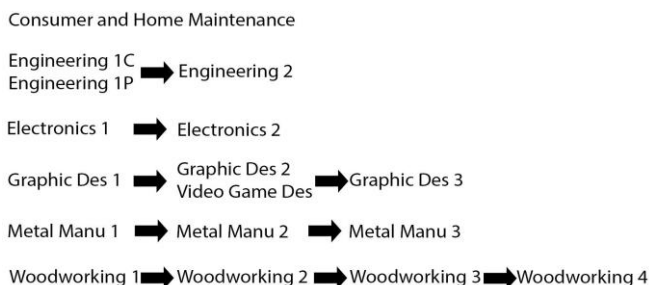 Consumer and Home Maintenance
Engineering 1C
Engineering 1P
Engineering 2
Electronics 1 Electronics 2
Graphic Des 1
Graphic Des 2
Video Game Des
Graphic Des 3
Metal Manu 1 Metal Manu 2 Metal Manu 3
Woodworking 1 Woodworking 2 Woodworking 3 Woodworking 4